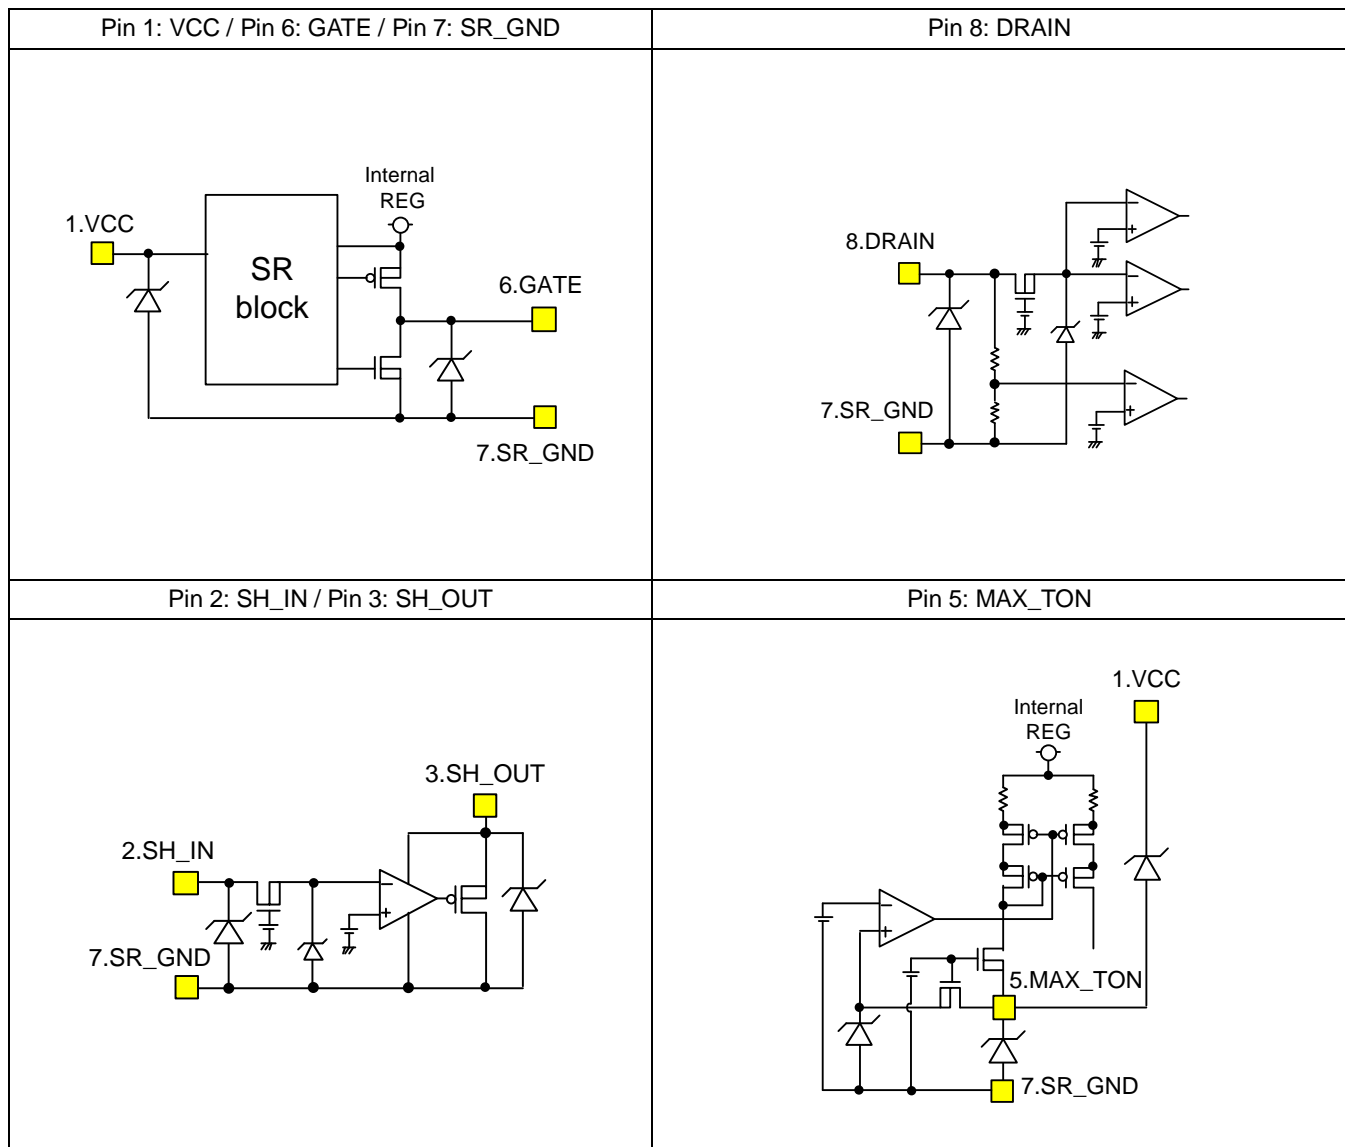 Pin 1: VCC / Pin 6: GATE / Pin 7: SR_GND
Pin 8: DRAIN
Internal
REG
1.VCC
SR
block
6.GATE
7.SR_GND
8.DRAIN
7.SR_GND
Pin 2: SH_IN / Pin 3: SH_OUT
Pin 5: MAX_TON
3.SH_OUT
2.SH_IN
7.SR_GND
1.VCC
Internal
REG
5.MAX_TON
7.SR_GND